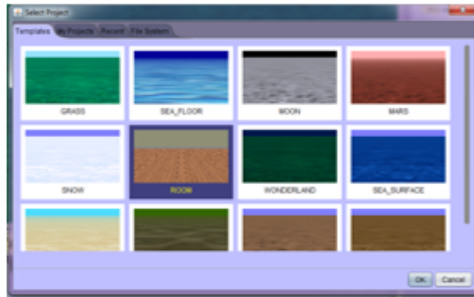 Select Project
Templates My Projects Recent File System
GRASS SEA_FLOOR MOON MARS
SNOW ROOM WONDERLAND SEA_SURFACE
OK Cancel